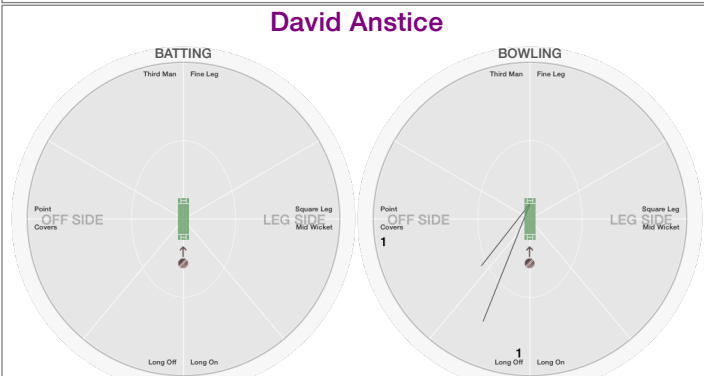 David Anstice
BATTING
Third Man Fine Leg
Point
OFF SIDE
Covers
Square Leg
LEG SIDE
Mid Wicket
Long Off Long On
BOWLING
Third Man Fine Leg
Point
OFF SIDE
Covers
1
Square Leg
LEG SIDE
Mid Wicket
1
Long Off Long On